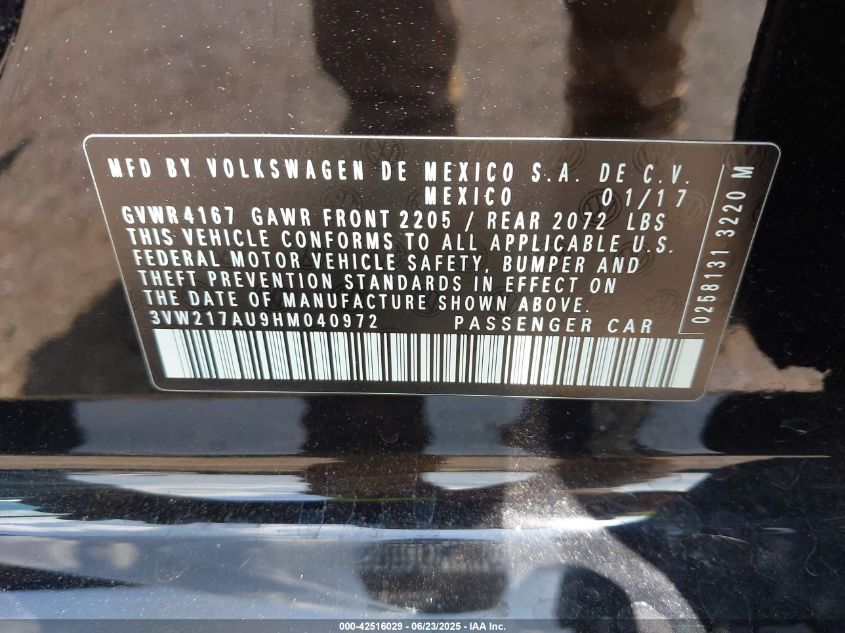 MFD BY VOLKSWAGEN DE MEXICO S.A. DE C.V.
MEXICO 01/17
GVWR4167 GAWR FRONT 2205 / REAR 2072 LBS
THIS VEHICLE CONFORMS TO ALL APPLICABLE U.S.
FEDERAL MOTOR VEHICLE SAFETY, BUMPER AND
THEFT PREVENTION STANDARDS IN EFFECT ON
THE DATE OF MANUFACTURE SHOWN ABOVE.
3VW217AU9HM040972 PASSENGER CAR
0258131 3220 M
000-42516029 - 06/23/2025 - IAA Inc.